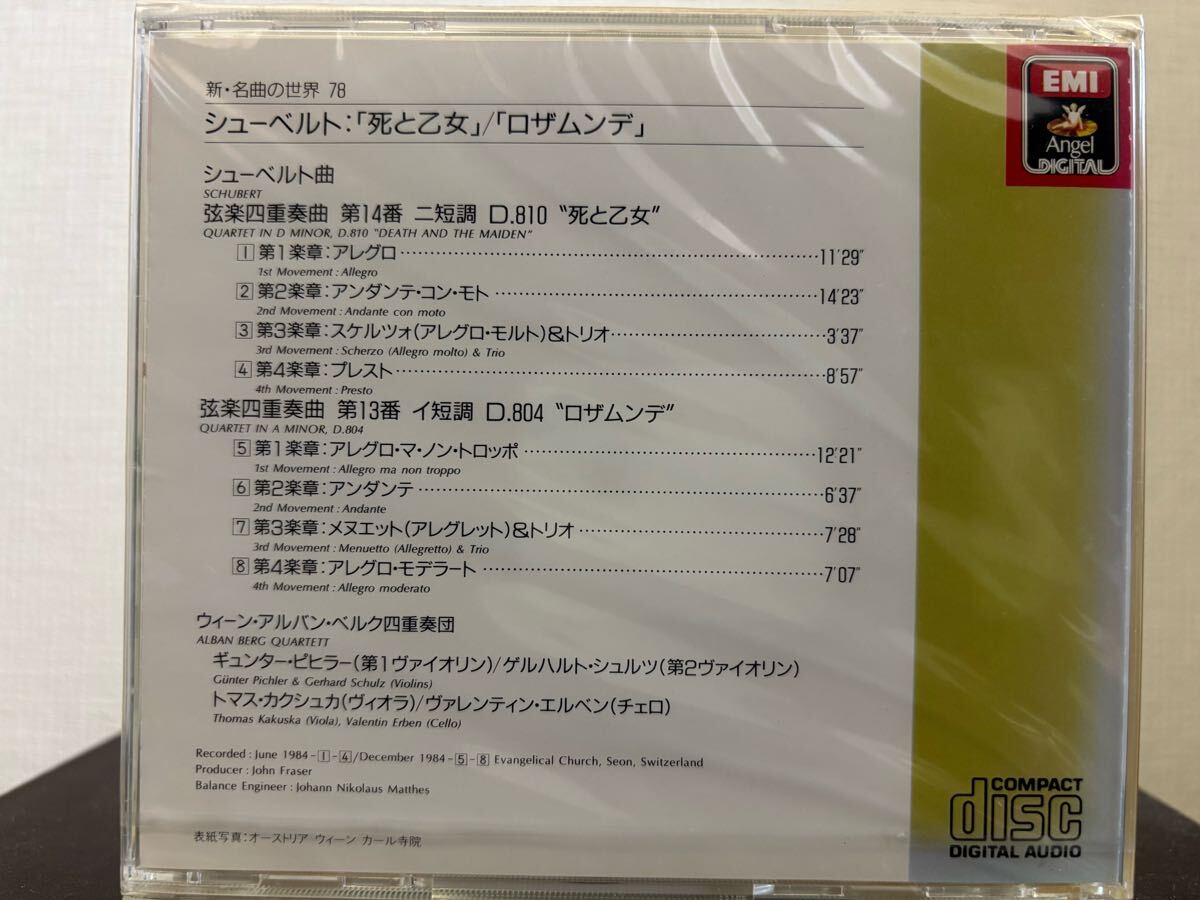 新・名曲の世界 78
シューベルト：「死と乙女」/「ロザムンデ」
EMI
Angel
DIGITAL
シューベルト曲
SCHUBERT
弦楽四重奏曲 第14番 ニ短調 D.810 “死と乙女”
QUARTET IN D MINOR, D.810 "DEATH AND THE MAIDEN"
1 第1楽章：アレグロ……11'29"
1st Movement : Allegro
2 第2楽章：アンダンテ・コン・モト……14'23"
2nd Movement : Andante con moto
3 第3楽章：スケルツォ（アレグロ・モルト）&トリオ……3'37"
3rd Movement : Scherzo (Allegro molto) & Trio
4 第4楽章：プレスト……8'57"
4th Movement : Presto
弦楽四重奏曲 第13番 イ短調 D.804 “ロザムンデ”
QUARTET IN A MINOR, D.804
5 第1楽章：アレグロ・マ・ノン・トロッポ……12'21"
1st Movement : Allegro ma non troppo
6 第2楽章：アンダンテ……6'37"
2nd Movement : Andante
7 第3楽章：メヌエット（アレグレット）&トリオ……7'28"
3rd Movement : Menuetto (Allegretto) & Trio
8 第4楽章：アレグロ・モデラート……7'07"
4th Movement : Allegro moderato
ウィーン・アルバン・ベルク四重奏団
ALBAN BERG QUARTETT
ギュンター・ピヒラー（第1ヴァイオリン）/ゲルハルト・シュルツ（第2ヴァイオリン）
Günter Pichler & Gerhard Schulz (Violins)
トマス・カクシュカ（ヴィオラ）/ヴァレンティン・エルベン（チェロ）
Thomas Kakuska (Viola), Valentin Erben (Cello)
Recorded : June 1984 – 1 – 4 / December 1984 – 5 – 8 Evangelical Church, Seon, Switzerland
Producer : John Fraser
Balance Engineer : Johann Nikolaus Matthes
表紙写真：オーストリア ウィーン カール寺院
COMPACT
disc
DIGITAL AUDIO